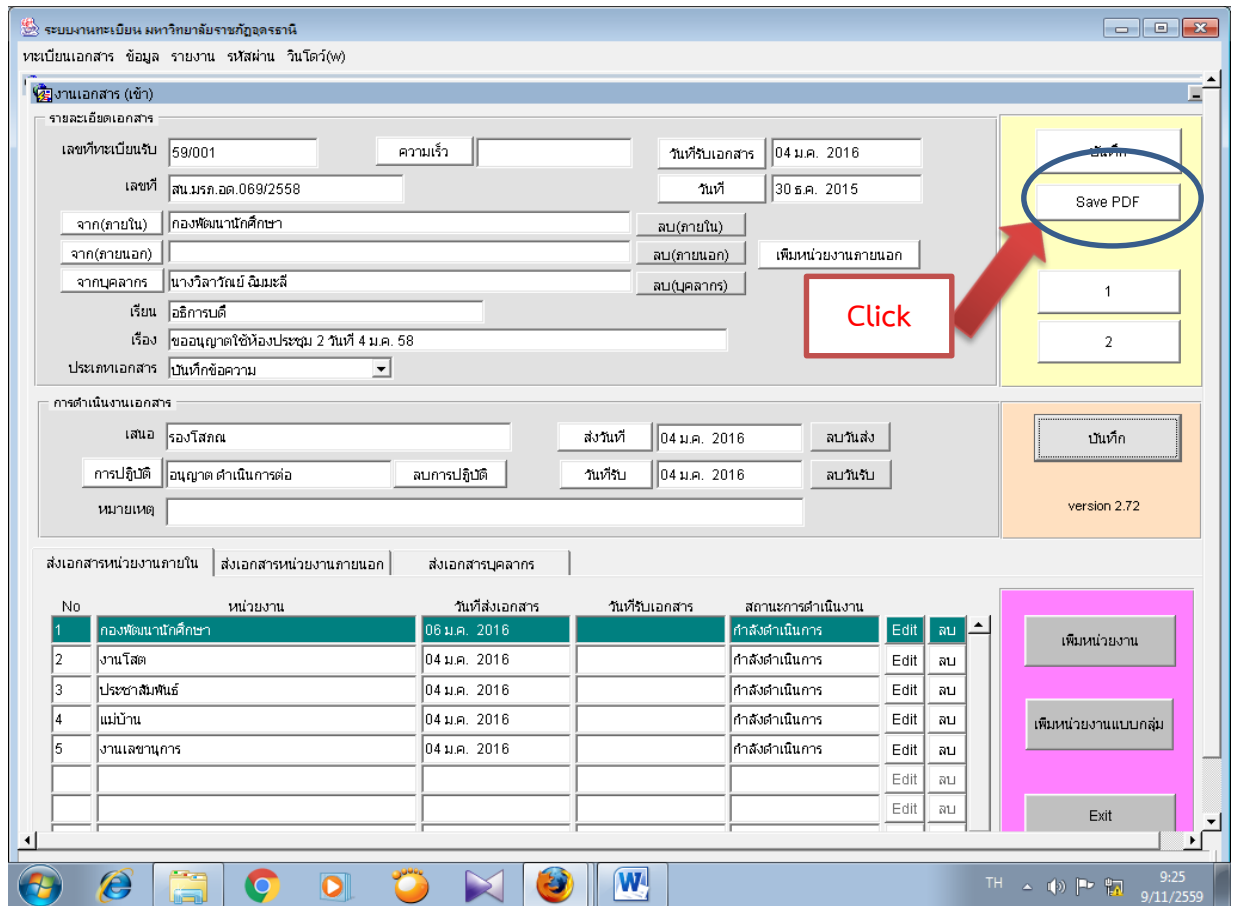 ระบบงานทะเบียน มหาวิทยาลัยราชภัฏอุดรธานี
ทะเบียนเอกสาร ข้อมูล รายงาน รหัสผ่าน วินโดว์(w)
งานเอกสาร (เข้า)
รายละเอียดเอกสาร
เลขที่ทะเบียนรับ 59/001 ความเร็ว วันที่รับเอกสาร 04 ม.ค. 2016 บันทึก
เลขที่ สน.มรภ.อด.069/2558 วันที่ 30 ธ.ค. 2015 Save PDF
จาก(ภายใน) กองพัฒนานักศึกษา ลบ(ภายใน)
จาก(ภายนอก) ลบ(ภายนอก) เพิ่มหน่วยงานภายนอก
จากบุคลากร นางวิลาวัณย์ ฉิมมะลี ลบ(บุคลากร) 1
เรียน อธิการบดี Click
เรื่อง ขออนุญาตใช้ห้องประชุม 2 วันที่ 4 ม.ค. 58 2
ประเภทเอกสาร บันทึกข้อความ
การดำเนินงานเอกสาร
เสนอ รองโสภณ ส่งวันที่ 04 ม.ค. 2016 ลบวันส่ง บันทึก
การปฎิบัติ อนุญาต ดำเนินการต่อ ลบการปฎิบัติ วันที่รับ 04 ม.ค. 2016 ลบวันรับ
หมายเหตุ version 2.72
ส่งเอกสารหน่วยงานภายใน ส่งเอกสารหน่วยงานภายนอก ส่งเอกสารบุคลากร
No หน่วยงาน วันที่ส่งเอกสาร วันที่รับเอกสาร สถานะการดำเนินงาน
1 กองพัฒนานักศึกษา 06 ม.ค. 2016 กำลังดำเนินการ Edit ลบ เพิ่มหน่วยงาน
2 งานโสต 04 ม.ค. 2016 กำลังดำเนินการ Edit ลบ
3 ประชาสัมพันธ์ 04 ม.ค. 2016 กำลังดำเนินการ Edit ลบ
4 แม่บ้าน 04 ม.ค. 2016 กำลังดำเนินการ Edit ลบ เพิ่มหน่วยงานแบบกลุ่ม
5 งานเลขานุการ 04 ม.ค. 2016 กำลังดำเนินการ Edit ลบ
Edit ลบ
Edit ลบ Exit
TH 9:25
9/11/2559